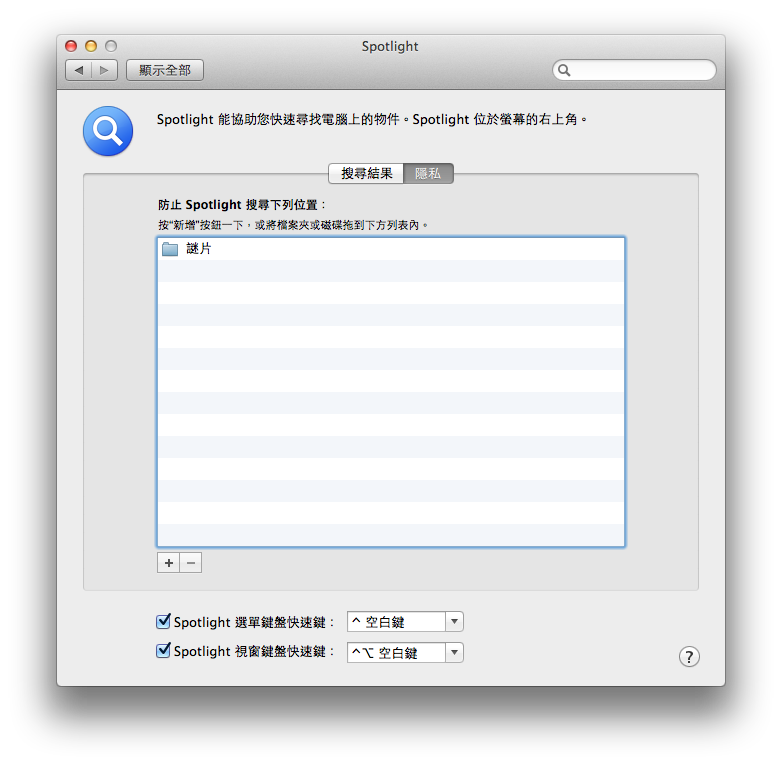 Spotlight
顯示全部
Spotlight 能協助您快速尋找電腦上的物件。Spotlight 位於螢幕的右上角。
搜尋結果 隱私
防止 Spotlight 搜尋下列位置：
按“新增”按鈕一下，或將檔案夾或磁碟拖到下方列表內。
謎片
+ −
Spotlight 選單鍵盤快速鍵： ^ 空白鍵
Spotlight 視窗鍵盤快速鍵： ^⌥ 空白鍵
?